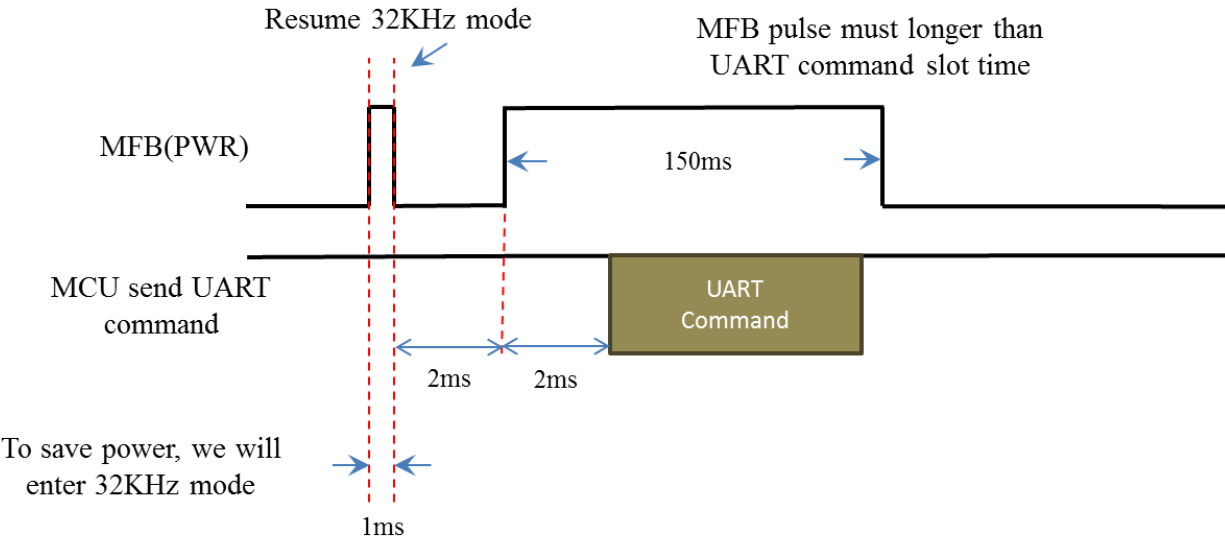 Resume 32KHz mode
MFB pulse must longer than
UART command slot time
MFB(PWR)
150ms
MCU send UART
command
UART
Command
2ms
2ms
To save power, we will
enter 32KHz mode
1ms